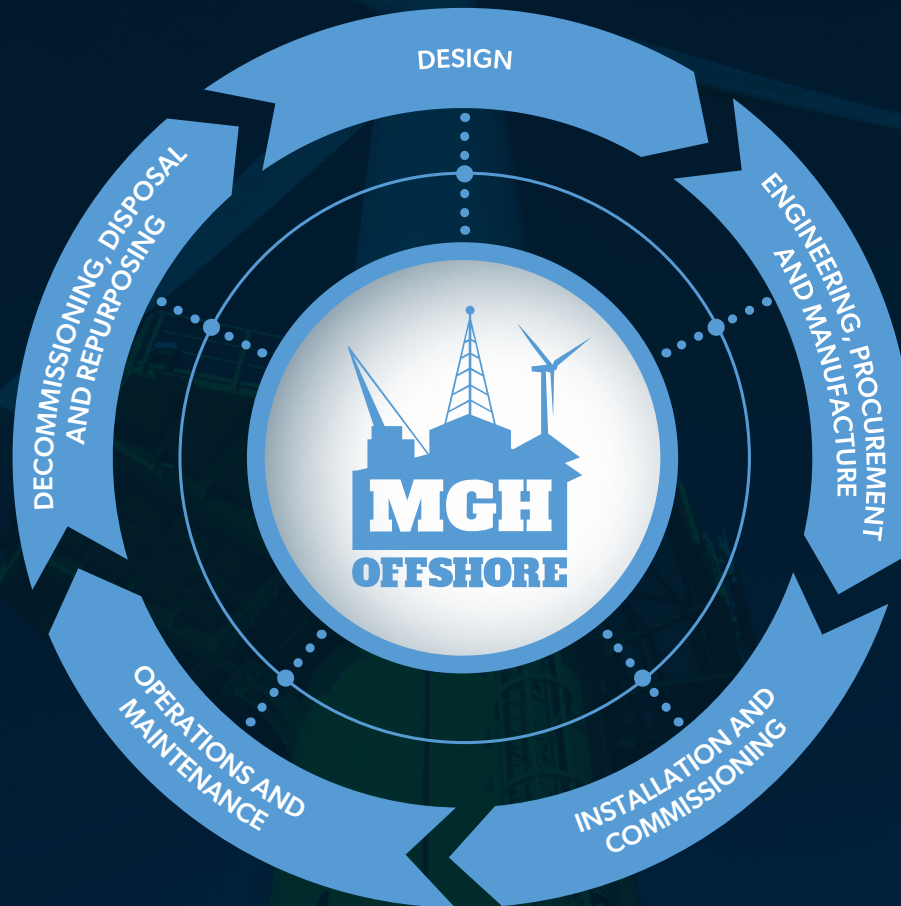 DESIGN
ENGINEERING, PROCUREMENT
AND MANUFACTURE
INSTALLATION AND
COMMISSIONING
OPERATIONS AND
MAINTENANCE
DECOMMISSIONING, DISPOSAL
AND REPURPOSING
MGH
OFFSHORE